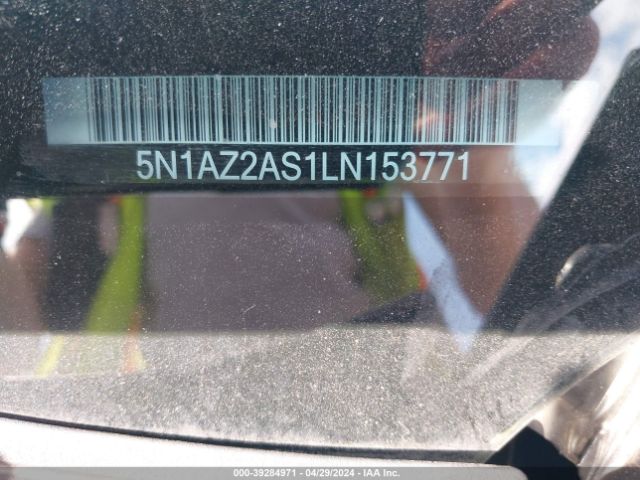 5N1AZ2AS1LN153771
000-39284971 • 04/29/2024 • IAA Inc.